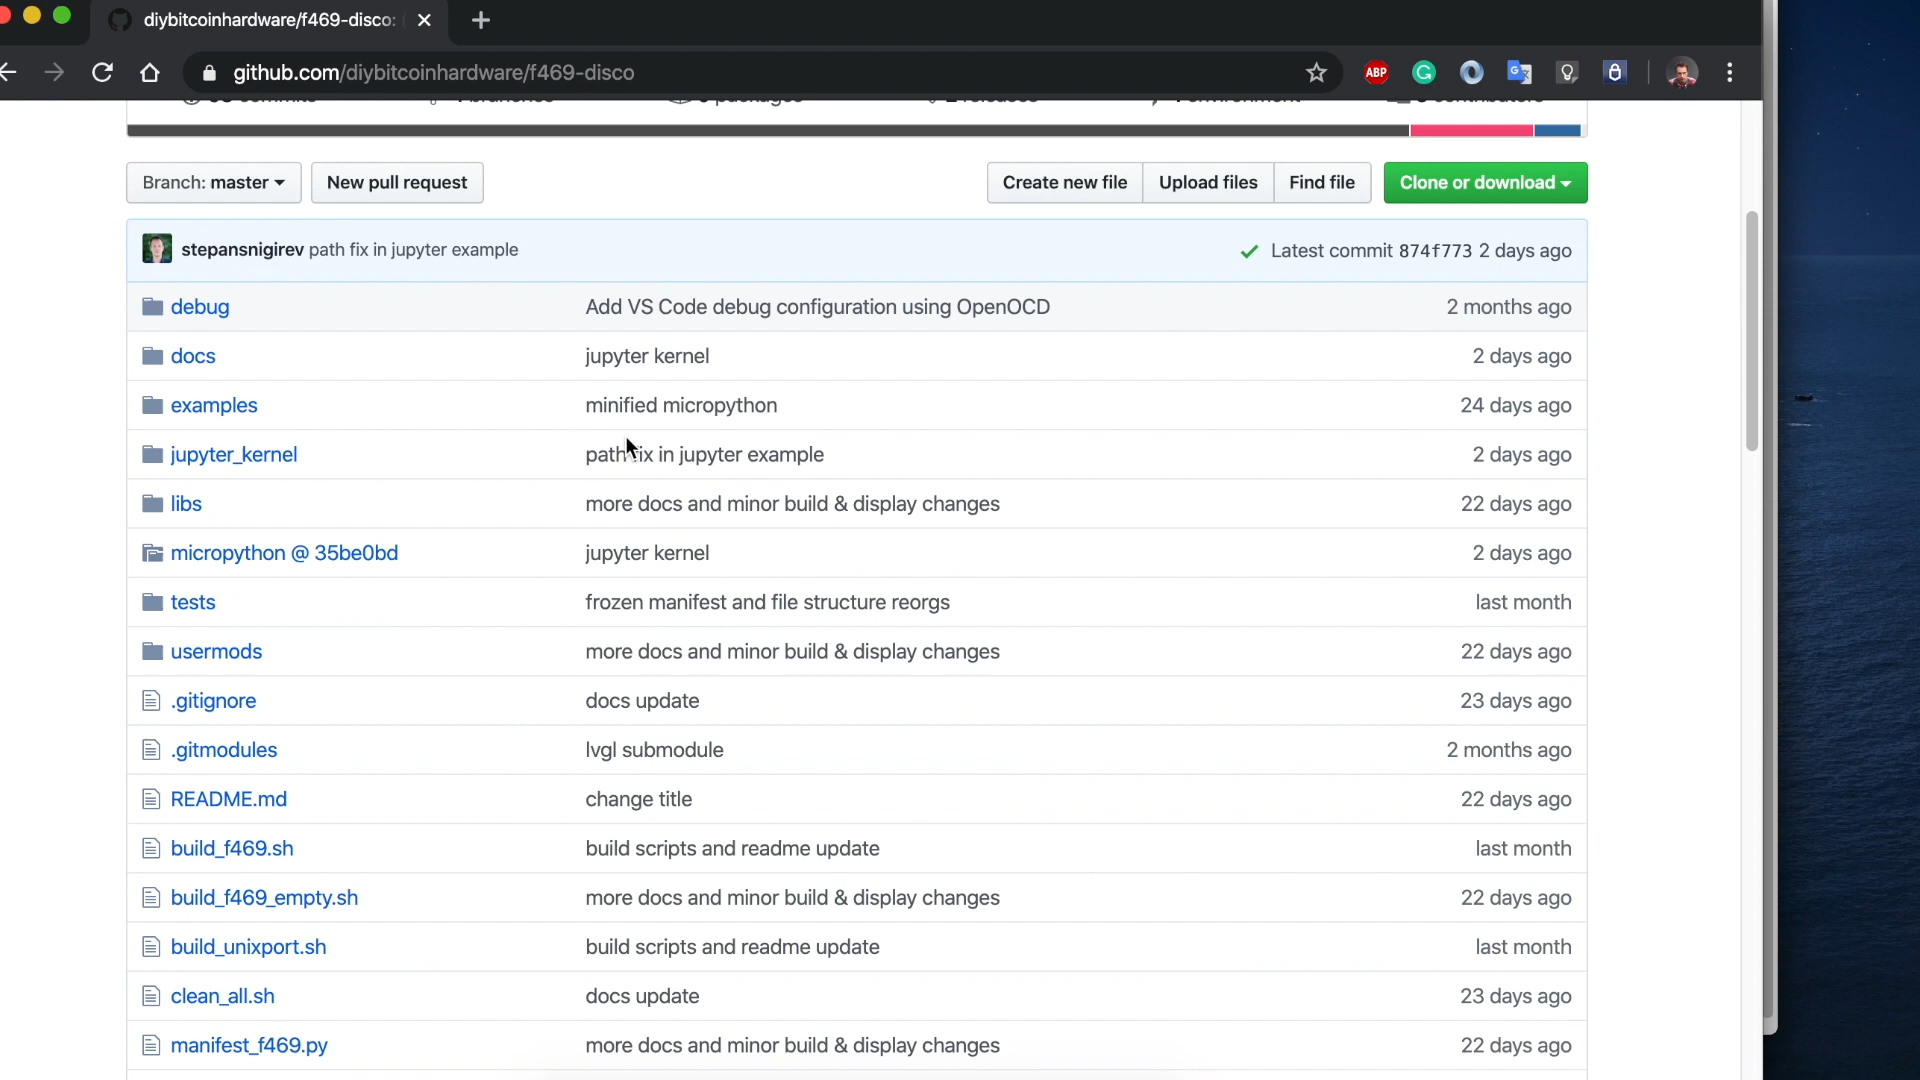 diybitcoinhardware/f469-disco:
github.com/diybitcoinhardware/f469-disco
ABP
Branch: master
New pull request
Create new file
Upload files
Find file
Clone or download
stepansnigirev path fix in jupyter example
Latest commit 874f773 2 days ago
debug Add VS Code debug configuration using OpenOCD 2 months ago
docs jupyter kernel 2 days ago
examples minified micropython 24 days ago
jupyter_kernel path fix in jupyter example 2 days ago
libs more docs and minor build & display changes 22 days ago
micropython @ 35be0bd jupyter kernel 2 days ago
tests frozen manifest and file structure reorgs last month
usermods more docs and minor build & display changes 22 days ago
.gitignore docs update 23 days ago
.gitmodules lvgl submodule 2 months ago
README.md change title 22 days ago
build_f469.sh build scripts and readme update last month
build_f469_empty.sh more docs and minor build & display changes 22 days ago
build_unixport.sh build scripts and readme update last month
clean_all.sh docs update 23 days ago
manifest_f469.py more docs and minor build & display changes 22 days ago